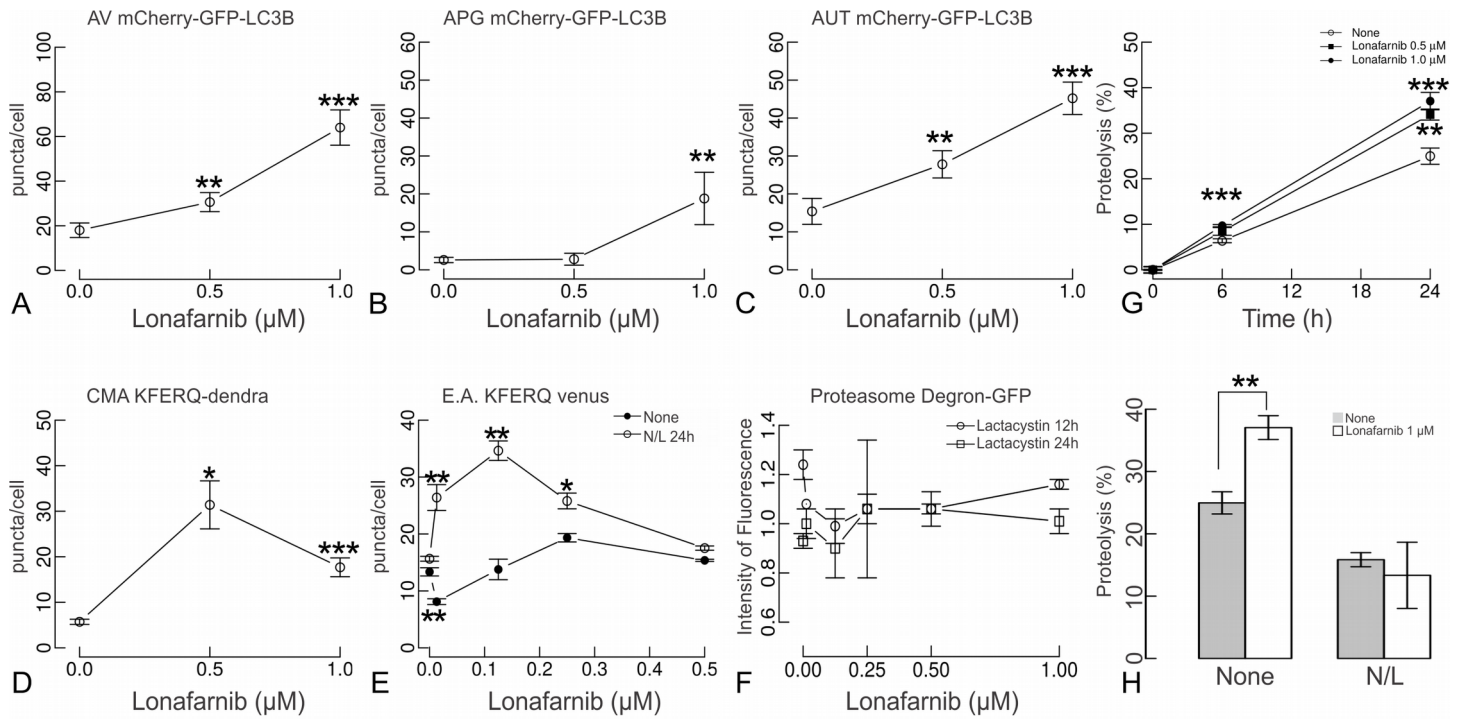 AV mCherry-GFP-LC3B
puncta/cell
100
80
60
40
20
0
**
***
0.0 0.5 1.0
A
Lonafarnib (µM)
APG mCherry-GFP-LC3B
puncta/cell
60
50
40
30
20
10
0
**
0.0 0.5 1.0
B
Lonafarnib (µM)
AUT mCherry-GFP-LC3B
puncta/cell
60
50
40
30
20
10
0
**
***
0.0 0.5 1.0
C
Lonafarnib (µM)
None
Lonafarnib 0.5 µM
Lonafarnib 1.0 µM
Proteolysis (%)
50
40
30
20
10
0
***
***
**
0 6 12 18 24
G
Time (h)
CMA KFERQ-dendra
puncta/cell
50
40
30
20
10
0
*
***
0.0 0.5 1.0
D
Lonafarnib (µM)
E.A. KFERQ venus
None
N/L 24h
puncta/cell
40
30
20
10
0
**
**
*
**
0.0 0.1 0.2 0.3 0.4 0.5
E
Lonafarnib (µM)
Proteasome Degron-GFP
Lactacystin 12h
Lactacystin 24h
Intensity of Fluorescence
1.4
1.2
1.0
0.8
0.6
0.00 0.25 0.50 1.00
F
Lonafarnib (µM)
**
None
Lonafarnib 1 µM
Proteolysis (%)
40
30
20
10
0
None N/L
H